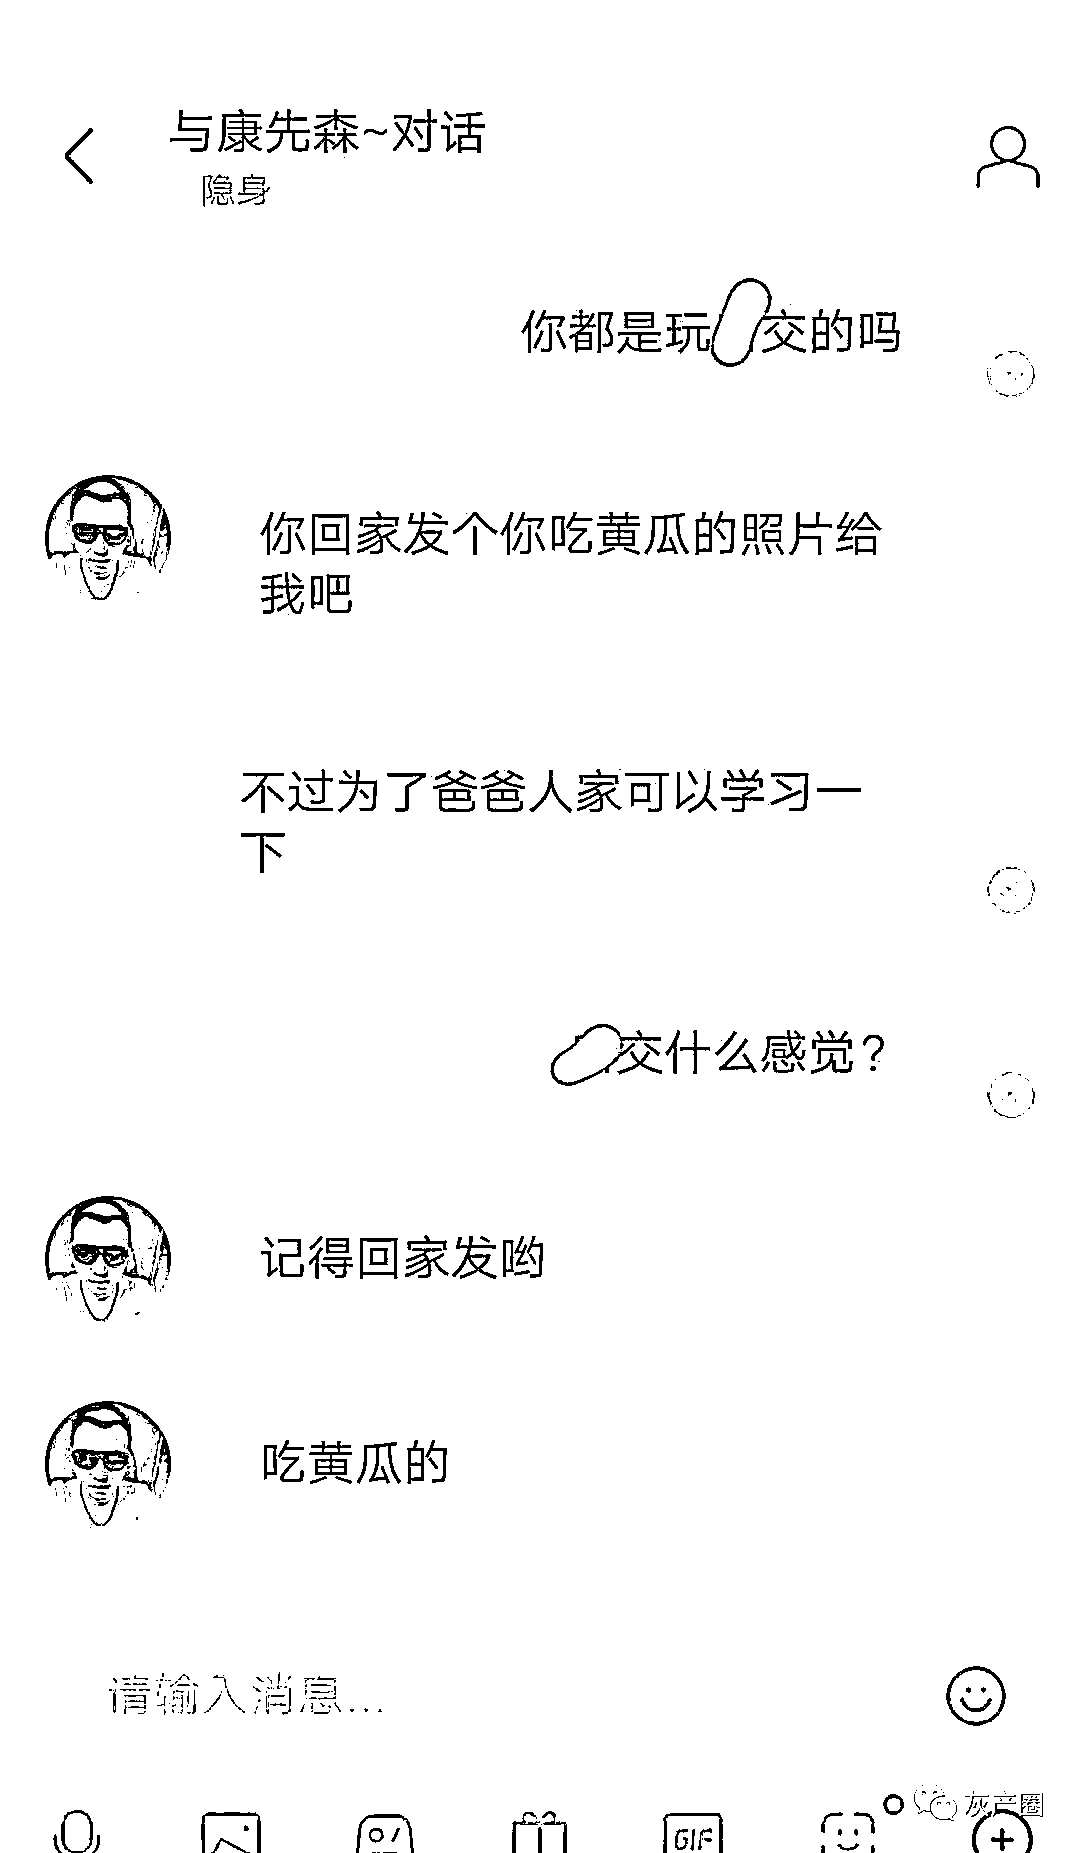 与康先森~对话
隐身
你都是玩交的吗
你回家发个你吃黄瓜的照片给
我吧
不过为了爸爸人家可以学习一
下
交什么感觉?
记得回家发哟
吃黄瓜的
请输入消息...
GIF
灰产圈